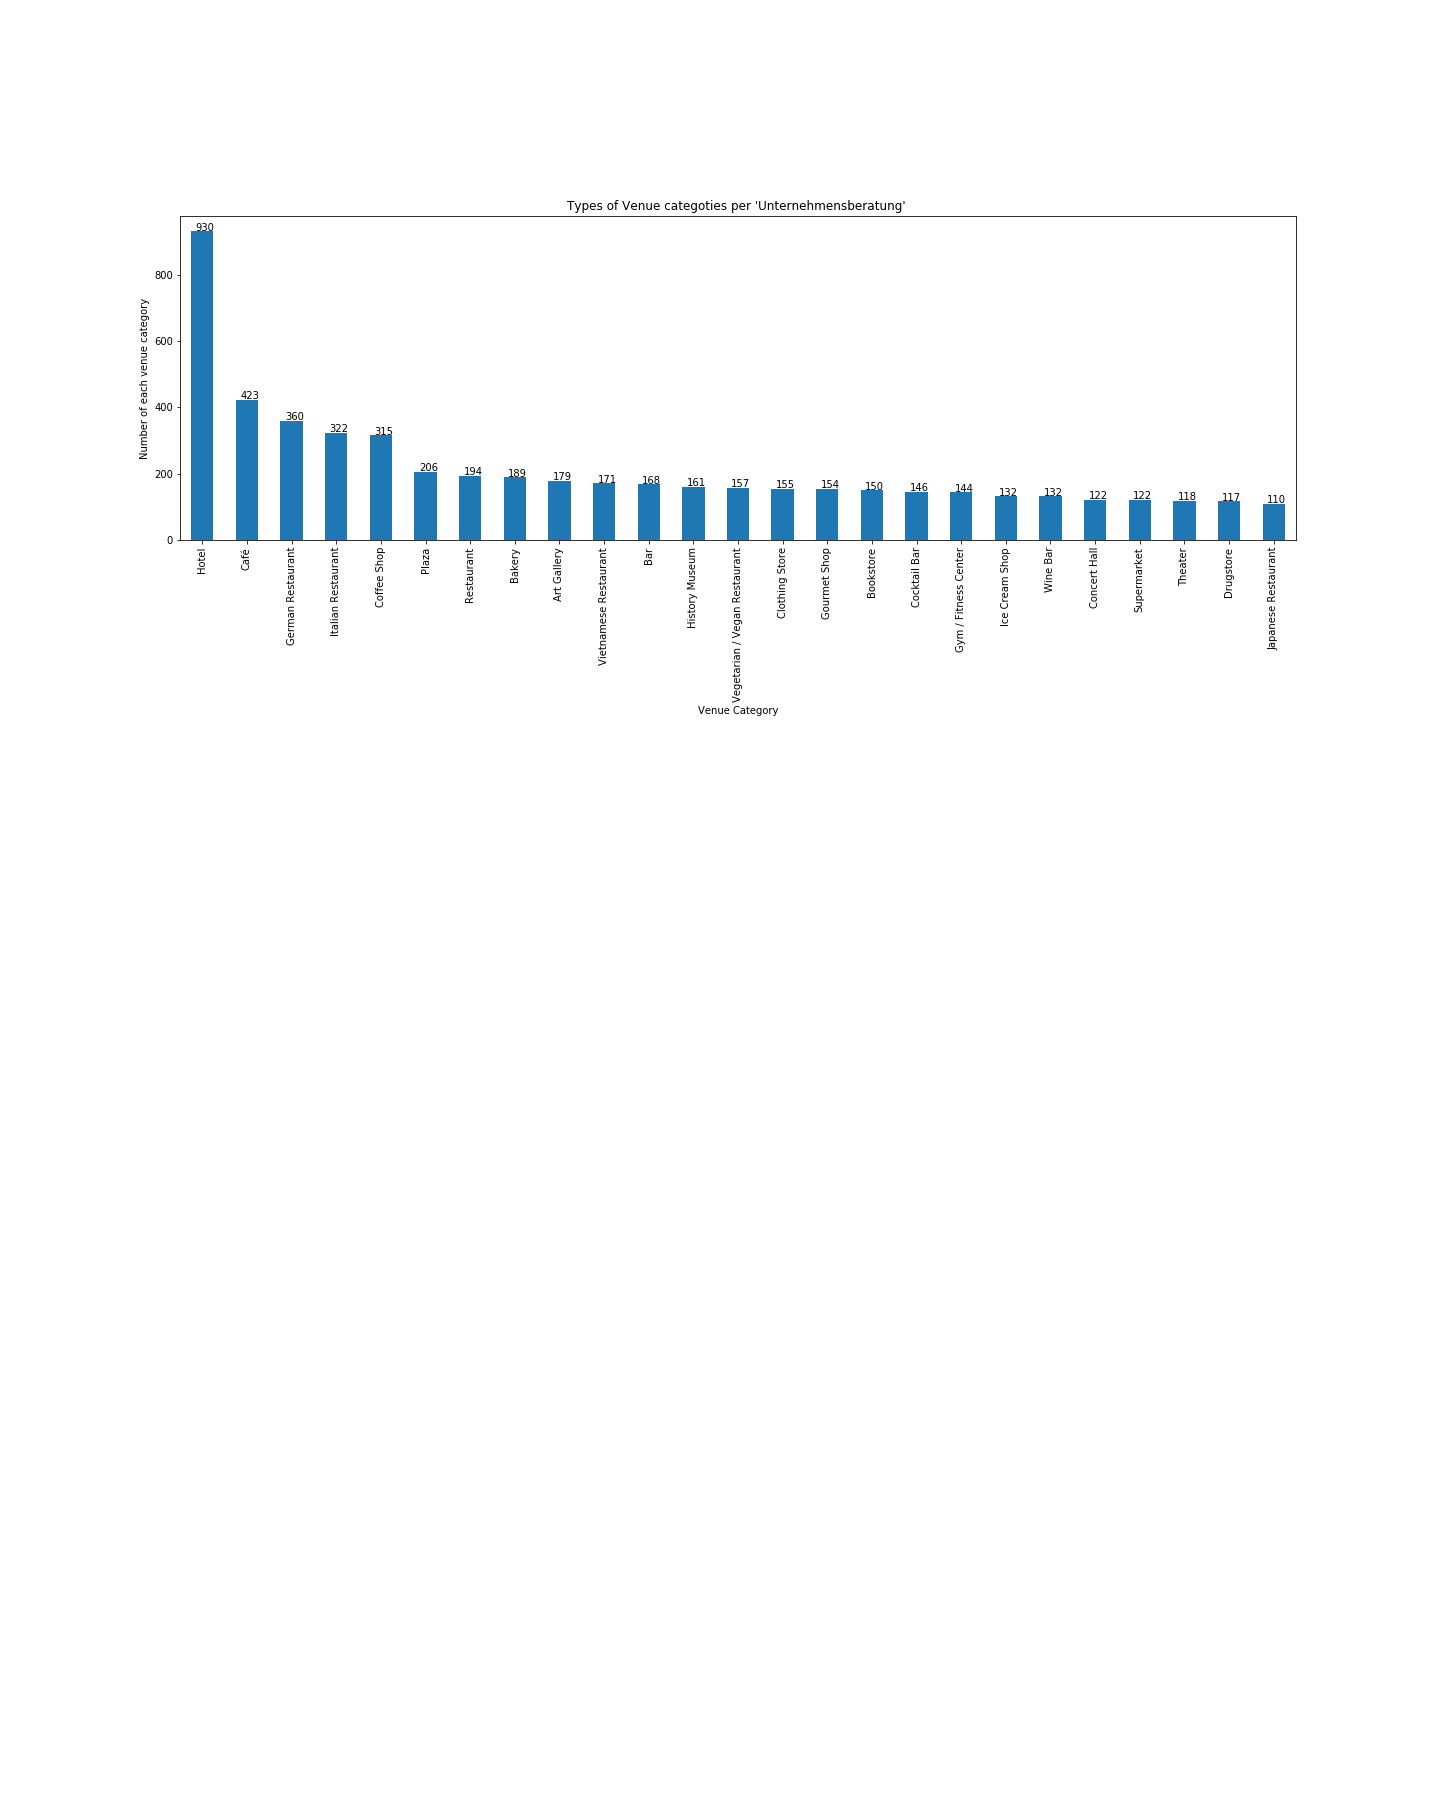 Types of Venue categoties per 'Unternehmensberatung'
Number of each venue category
800
600
400
200
0
930
423
360
322
315
206
194
189
179
171
168
161
157
155
154
150
146
144
132
132
122
122
118
117
110
Hotel
Café
German Restaurant
Italian Restaurant
Coffee Shop
Plaza
Restaurant
Bakery
Art Gallery
Vietnamese Restaurant
Bar
History Museum
Vegetarian / Vegan Restaurant
Clothing Store
Gourmet Shop
Bookstore
Cocktail Bar
Gym / Fitness Center
Ice Cream Shop
Wine Bar
Concert Hall
Supermarket
Theater
Drugstore
Japanese Restaurant
Venue Category